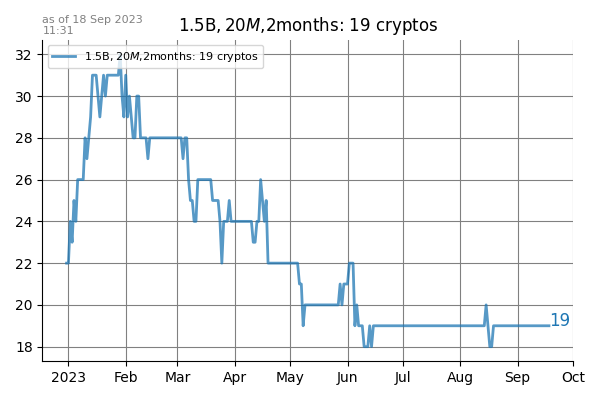 as of 18 Sep 2023
11:31
1.5B, 20M,2months: 19 cryptos
1.5B, 20M,2months: 19 cryptos
32
30
28
26
24
22
20
18
19
2023 Feb Mar Apr May Jun Jul Aug Sep Oct